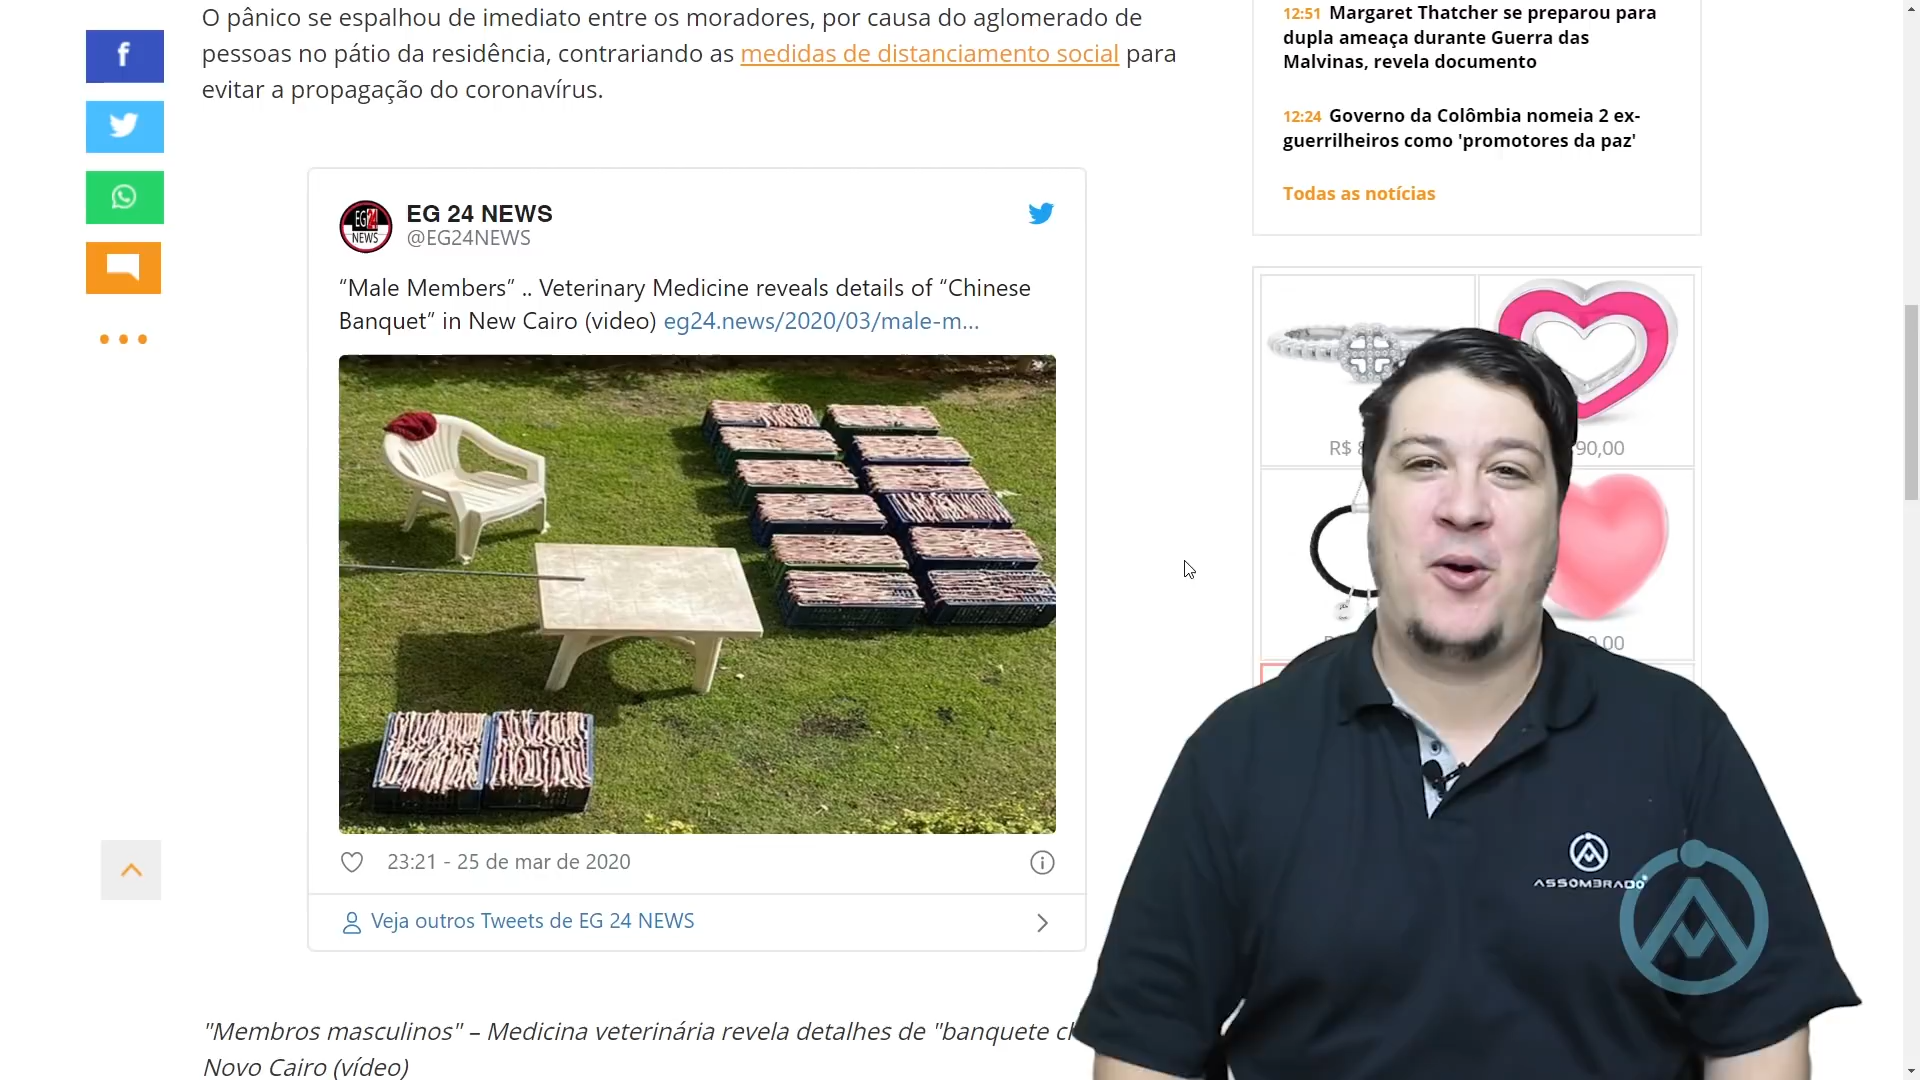 O pânico se espalhou de imediato entre os moradores, por causa do aglomerado de
pessoas no pátio da residência, contrariando as medidas de distanciamento social para
evitar a propagação do coronavírus.
EG 24 NEWS
@EG24NEWS
EG24
NEWS
“Male Members” .. Veterinary Medicine reveals details of “Chinese
Banquet” in New Cairo (video) eg24.news/2020/03/male-m...
23:21 - 25 de mar de 2020
Veja outros Tweets de EG 24 NEWS
"Membros masculinos" – Medicina veterinária revela detalhes de "banquete
Novo Cairo (vídeo)
12:51 Margaret Thatcher se preparou para
dupla ameaça durante Guerra das
Malvinas, revela documento
12:24 Governo da Colômbia nomeia 2 ex-
guerrilheiros como 'promotores da paz'
Todas as notícias
R$
90,00
ASSOMBRADO